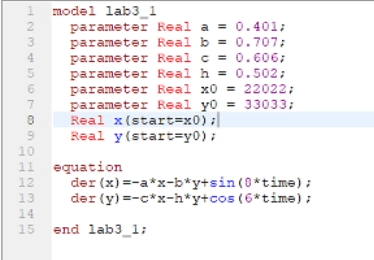 1 model lab3_1
2 parameter Real a = 0.401;
3 parameter Real b = 0.707;
4 parameter Real c = 0.606;
5 parameter Real h = 0.502;
6 parameter Real x0 = 22022;
7 parameter Real y0 = 33033;
8 Real x(start=x0);
9 Real y(start=y0);
10
11 equation
12 der(x)=-a*x-b*y+sin(8*time);
13 der(y)=-c*x-h*y+cos(6*time);
14
15 end lab3_1;